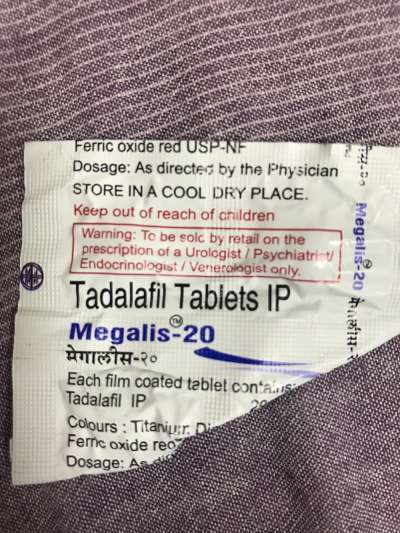 Ferric oxide red USP-NF
Dosage: As directed by the Physician
STORE IN A COOL DRY PLACE.
Keep out of reach of children
Warning: To be sold by retail on the
prescription of a Urologist / Psychiatrist/
Endocrinologist / Venerologist only.
Tadalafil Tablets IP
Megalis-20
TM
मेगालीस-२०
Each film coated tablet contains:
Tadalafil IP
Colours : Titanium
Ferric oxide red
Dosage: As
Megalis-20